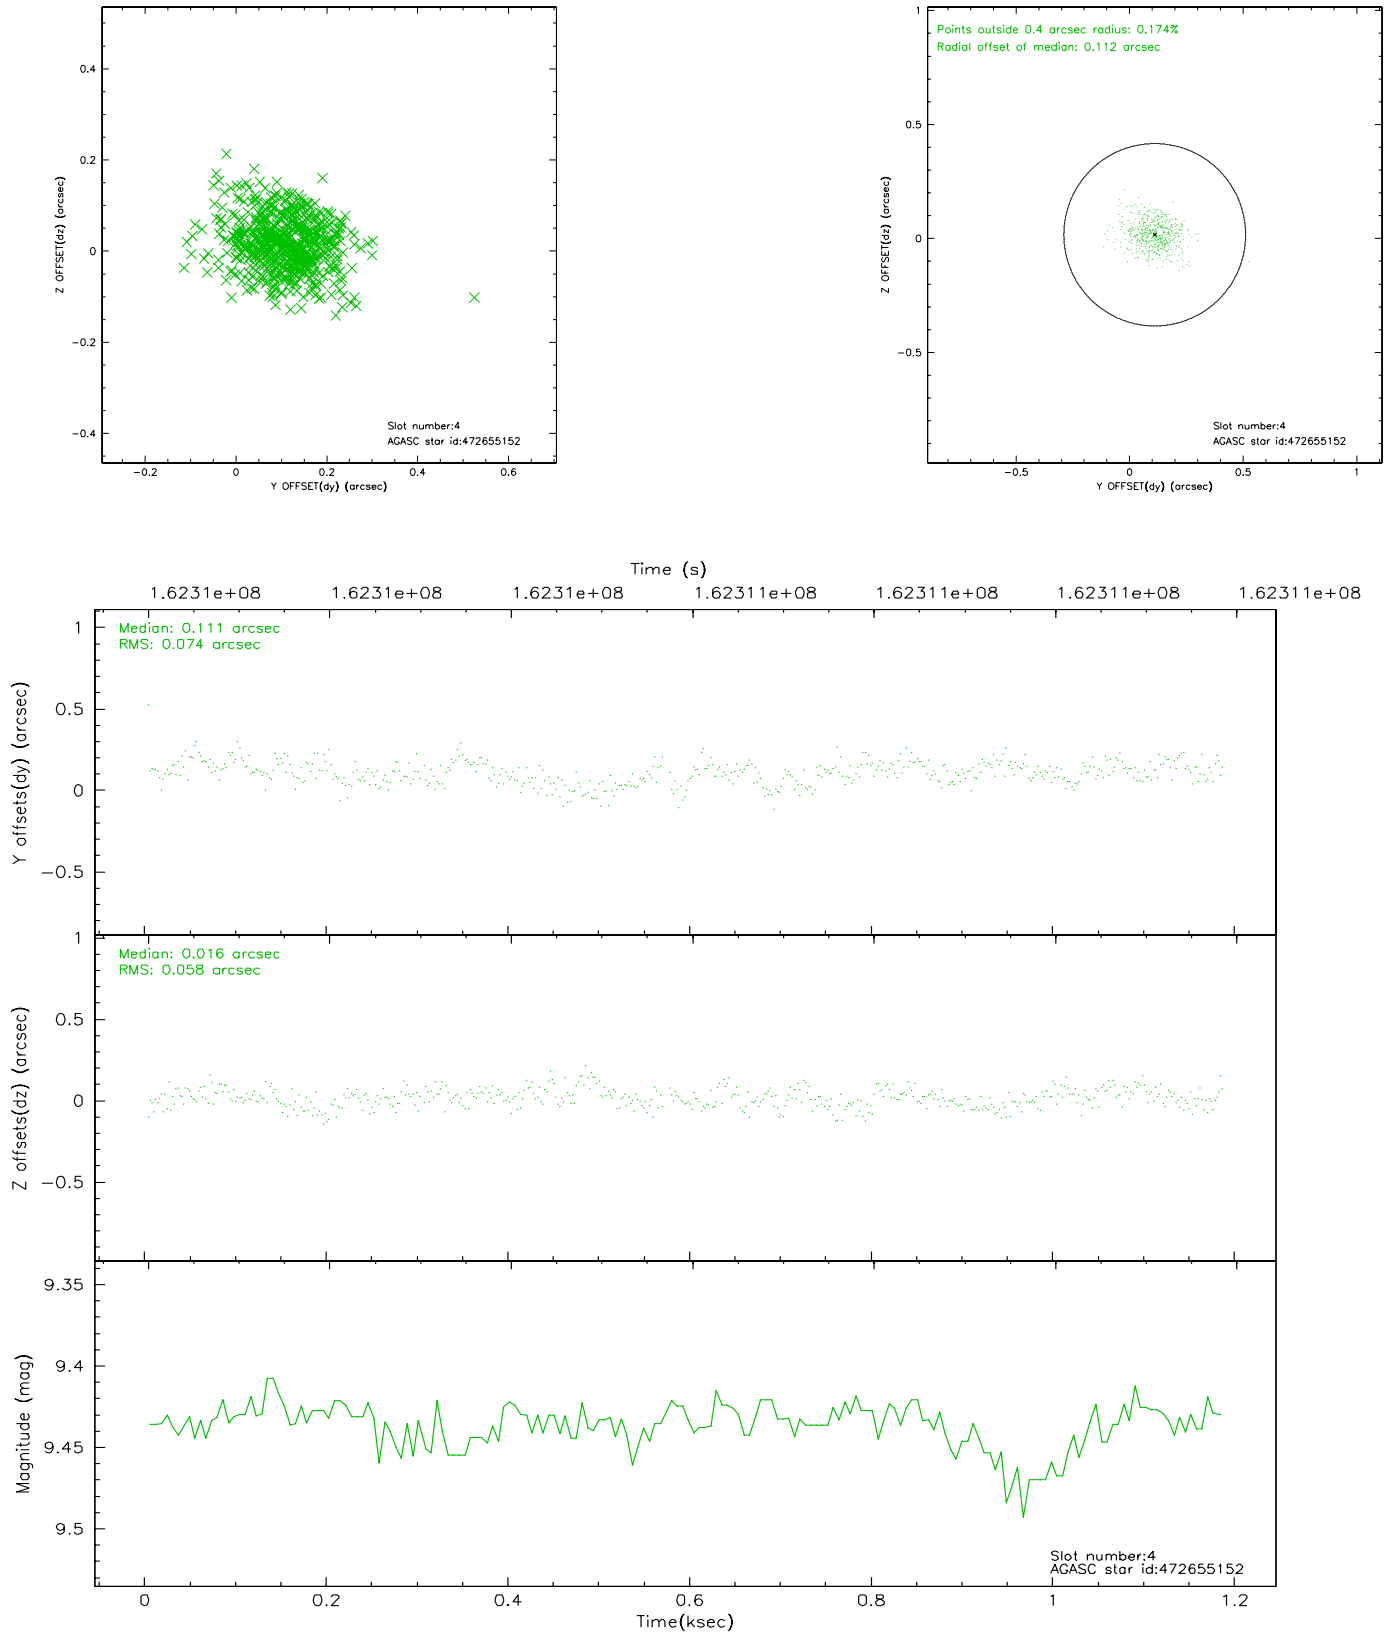 0.4
0.2
0
−0.2
−0.4
Z OFFSET(dz) (arcsec)
Slot number:4
AGASC star id:472655152
−0.2 0 0.2 0.4 0.6
Y OFFSET(dy) (arcsec)
Points outside 0.4 arcsec radius: 0.174%
Radial offset of median: 0.112 arcsec
1
0.5
0
−0.5
Z OFFSET(dz) (arcsec)
Slot number:4
AGASC star id:472655152
−0.5 0 0.5 1
Y OFFSET(dy) (arcsec)
Time (s)
1.6231e+08 1.6231e+08 1.6231e+08 1.62311e+08 1.62311e+08 1.62311e+08 1.62311e+08
Median: 0.111 arcsec
RMS: 0.074 arcsec
1
0.5
0
−0.5
Y offsets(dy) (arcsec)
Median: 0.016 arcsec
RMS: 0.058 arcsec
1
0.5
0
−0.5
Z offsets(dz) (arcsec)
9.35
9.4
9.45
9.5
Magnitude (mag)
Slot number:4
AGASC star id:472655152
0 0.2 0.4 0.6 0.8 1 1.2
Time(ksec)